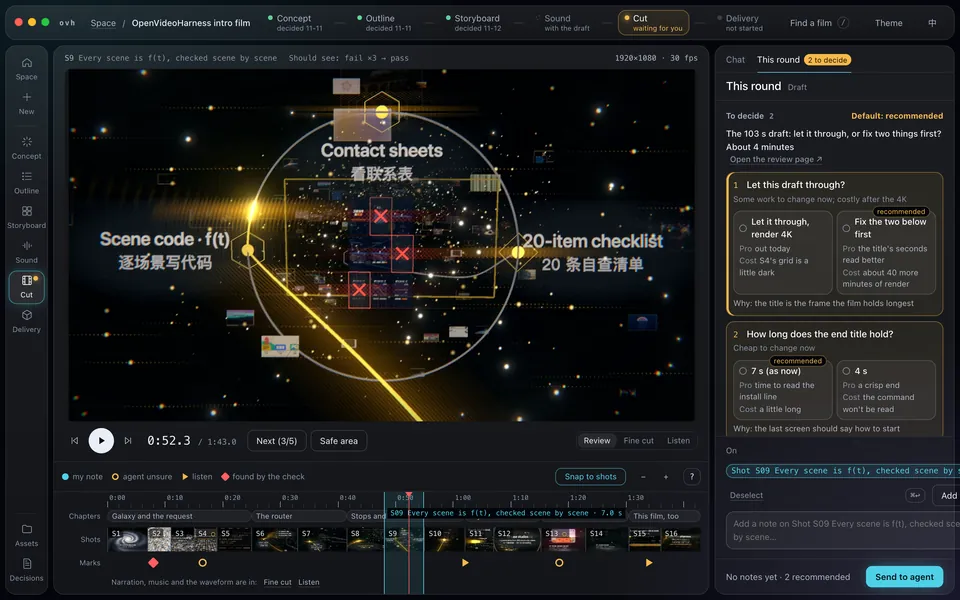 ovh
Space / OpenVideoHarness intro film
Concept
decided 11-11
Outline
decided 11-11
Storyboard
decided 11-12
Sound
with the draft
Cut
waiting for you
Delivery
not started
Find a film /
Theme
中
Space
New
Concept
Outline
Storyboard
Sound
Cut
Delivery
Assets
Decisions
S9 Every scene is f(t), checked scene by scene Should see: fail ×3 → pass
1920×1080 · 30 fps
Contact sheets
看联系表
Scene code · f(t)
逐场景写代码
20-item checklist
20 条自查清单
0:52.3 / 1:43.0
Next (3/5)
Safe area
Review
Fine cut
Listen
my note
agent unsure
listen
found by the check
Snap to shots
−
+
?
0:00
0:10
0:20
0:30
0:40
0:50
1:00
1:10
1:20
1:30
Chapters
Galaxy and the request
The router
Stops and
S09 Every scene is f(t), checked scene by scene · 7.0 s
This film, too
Shots
S1
S2
S3
S4
S5
S6
S7
S8
S9
S10
S11
S12
S13
S14
S15
S16
Marks
Narration, music and the waveform are in: Fine cut Listen
Chat
This round
2 to decide
This round Draft
To decide 2
Default: recommended
The 103 s draft: let it through, or fix two things first?
About 4 minutes
Open the review page ↗
1 Let this draft through?
Some work to change now; costly after the 4K
Let it through,
render 4K
Pro out today
Cost S4's grid is a
little dark
recommended
Fix the two below
first
Pro the title's seconds
read better
Cost about 40 more
minutes of render
Why: the title is the frame the film holds longest
2 How long does the end title hold?
Cheap to change now
recommended
7 s (as now)
Pro time to read the
install line
Cost a little long
4 s
Pro a crisp end
Cost the command
won't be read
Why: the last screen should say how to start
On
Shot S09 Every scene is f(t), checked scene by s
Deselect
⌘↵
Add
Add a note on Shot S09 Every scene is f(t), checked sce
by scene...
No notes yet · 2 recommended
Send to agent